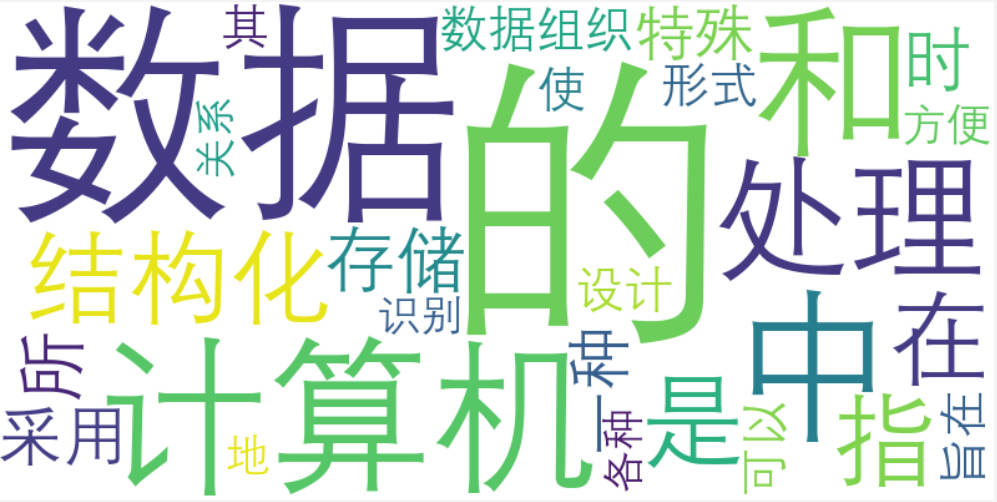 数据
其
数据组织
特殊
和
时
使
形式
方便
关系
的
处理
结构化
存储
识别
设计
中
在
所
计算机
一种
是
指
采用
地
各种
可以
旨在